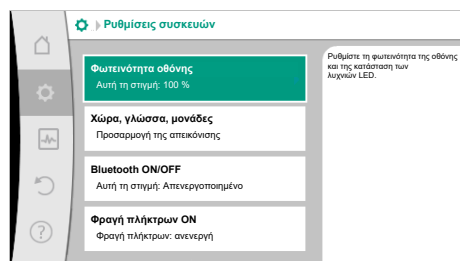 Ρυθμίσεις συσκευών
Φωτεινότητα οθόνης
Αυτή τη στιγμή: 100 %
Χώρα, γλώσσα, μονάδες
Προσαρμογή της απεικόνισης
Bluetooth ON/OFF
Αυτή τη στιγμή: Απενεργοποιημένο
Φραγή πλήκτρων ON
Φραγή πλήκτρων: ανενεργή
Ρυθμίστε τη φωτεινότητα της οθόνης
και της κατάσταση των
λυχνιών LED.